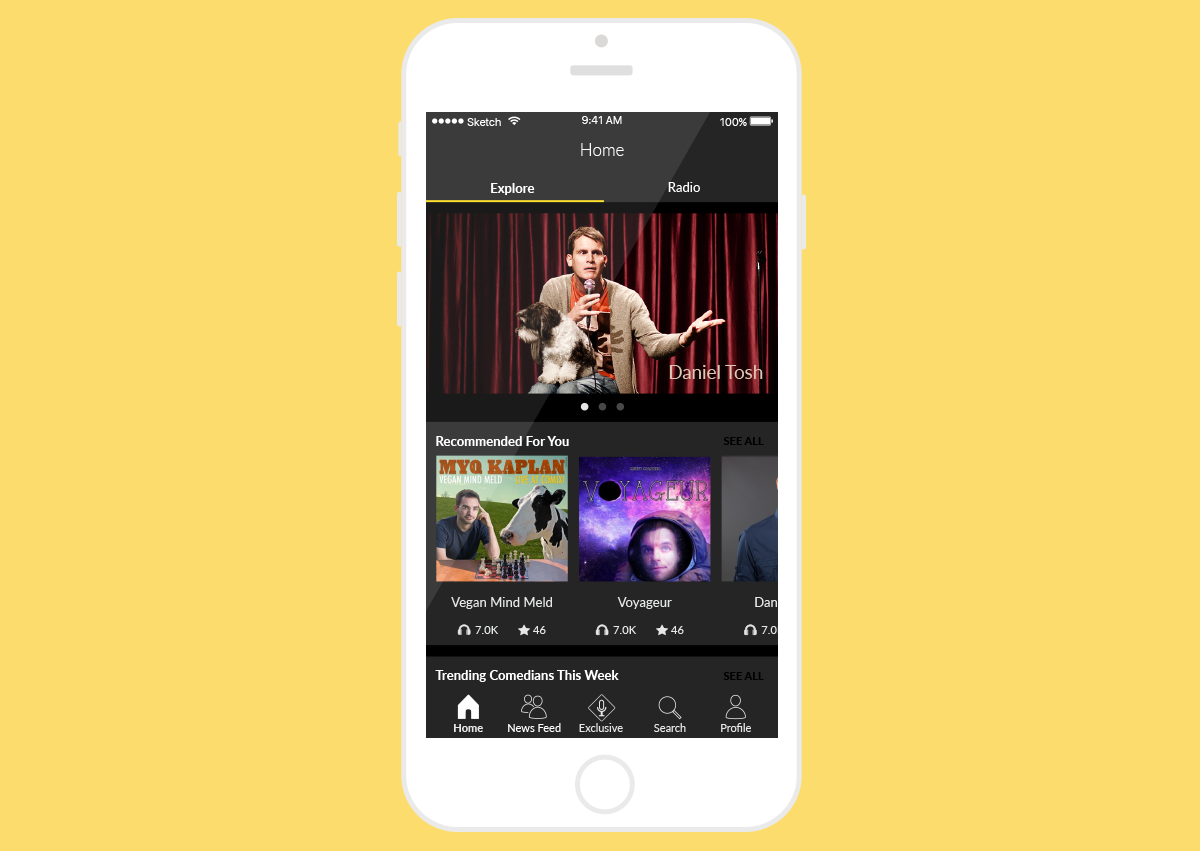 Sketch 9:41 AM 100%
Home
Explore Radio
Daniel Tosh
Recommended For You SEE ALL
MYQ KAPLAN
VEGAN MIND MELD LIVE AT COMIX!
VOYAGEUR
Vegan Mind Meld Voyageur Dan
7.0K 46 7.0K 46 7.0
Trending Comedians This Week SEE ALL
Home News Feed Exclusive Search Profile